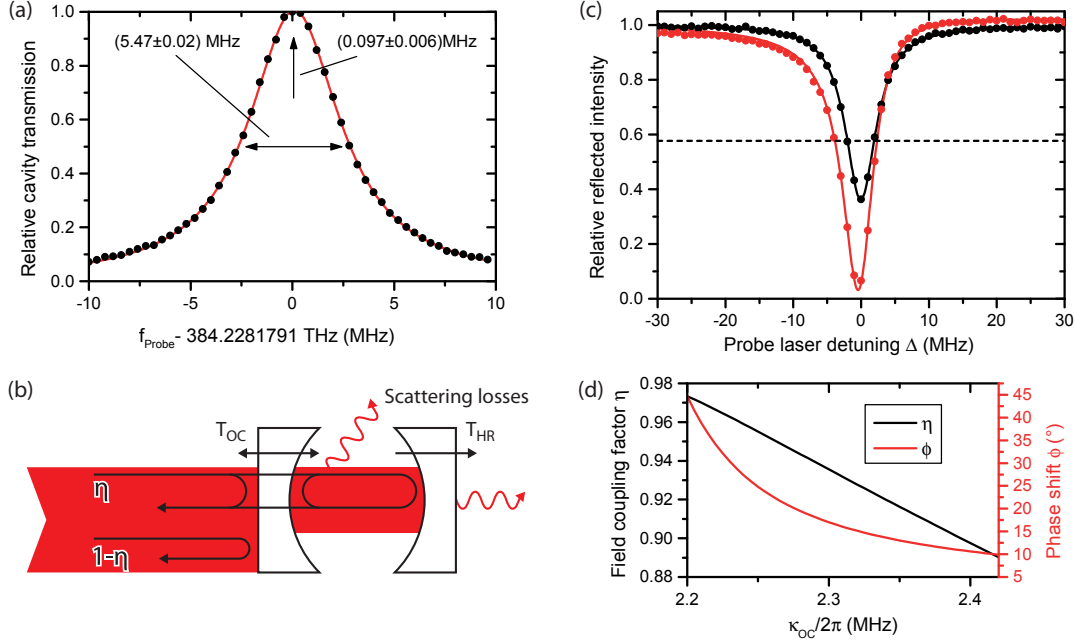 (a)
(5.47±0.02) MHz
(0.097±0.006)MHz
Relative cavity transmission
1.0
0.8
0.6
0.4
0.2
0.0
-10 -5 0 5 10
f_Probe - 384.2281791 THz (MHz)
(b)
Scattering losses
T_OC
T_HR
η
1-η
(c)
Relative reflected intensity
1.0
0.8
0.6
0.4
0.2
0.0
-30 -20 -10 0 10 20 30
Probe laser detuning Δ (MHz)
(d)
Field coupling factor η
0.98
0.96
0.94
0.92
0.90
0.88
η
ϕ
45
40
35
30
25
20
15
10
5
Phase shift ϕ (°)
2.2 2.3 2.4
κ_OC/2π (MHz)